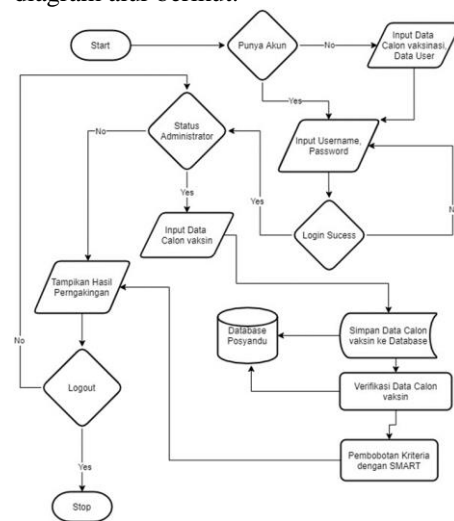 diagram alur berikut.
Start
Punya Akun
No
Input Data
Calon vaksinasi,
Data User
Yes
No
Status
Administrator
Yes
Input Username,
Password
Yes
Input Data
Calon vaksin
Login Sucess
Tampikan Hasil
Perngakingan
No
Database
Posyandu
Simpan Data Calon
vaksin ke Database
Logout
Verifikasi Data Calon
vaksin
Yes
Pembobotan Kriteria
dengan SMART
Stop